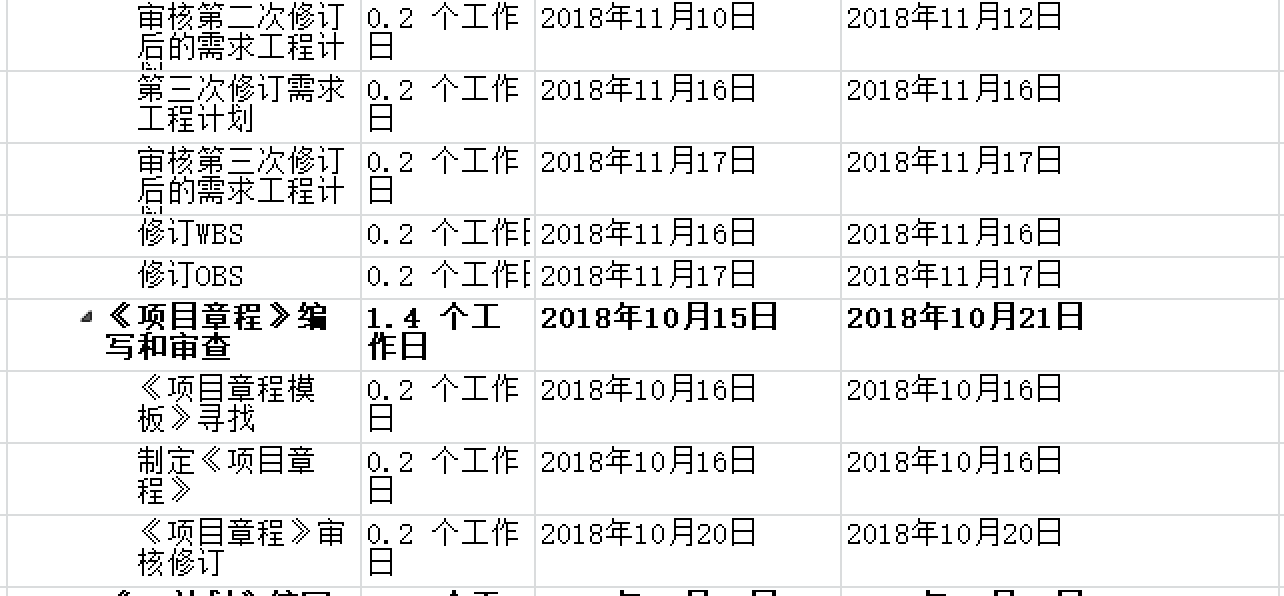 审核第二次修订 0.2 个工作 2018年11月10日 2018年11月12日
后的需求工程计 日
第三次修订需求 0.2 个工作 2018年11月16日 2018年11月16日
工程计划 日
审核第三次修订 0.2 个工作 2018年11月17日 2018年11月17日
后的需求工程计 日
修订WBS 0.2 个工作日 2018年11月16日 2018年11月16日
修订OBS 0.2 个工作日 2018年11月17日 2018年11月17日
《项目章程》编 1.4 个工 2018年10月15日 2018年10月21日
写和审查 作日
《项目章程模 0.2 个工作 2018年10月16日 2018年10月16日
板》寻找 日
制定《项目章 0.2 个工作 2018年10月16日 2018年10月16日
程》 日
《项目章程》审 0.2 个工作 2018年10月20日 2018年10月20日
核修订 日